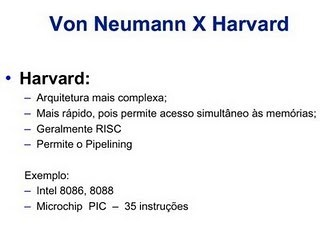 Von Neumann X Harvard
• Harvard:
– Arquitetura mais complexa;
– Mais rápido, pois permite acesso simultâneo às memórias;
– Geralmente RISC
– Permite o Pipelining
Exemplo:
– Intel 8086, 8088
– Microchip PIC – 35 instruções